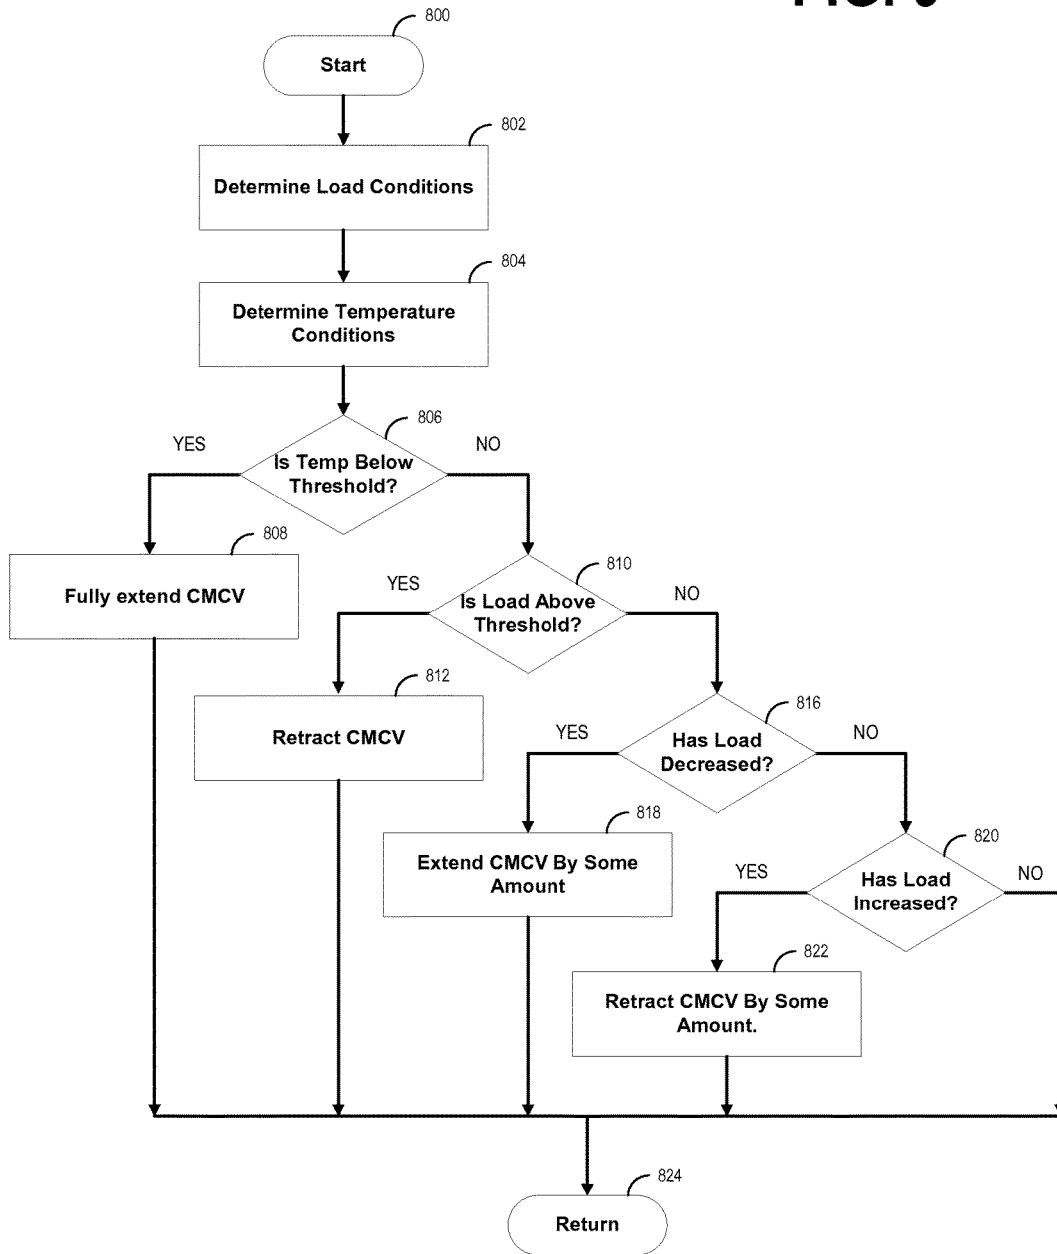 800
Start
802
Determine Load Conditions
804
Determine Temperature
Conditions
806
YES
NO
Is Temp Below
Threshold?
808
Fully extend CMCV
810
YES
NO
Is Load Above
Threshold?
812
Retract CMCV
816
YES
NO
Has Load
Decreased?
818
Extend CMCV By Some
Amount
820
YES
NO
Has Load
Increased?
822
Retract CMCV By Some
Amount.
824
Return